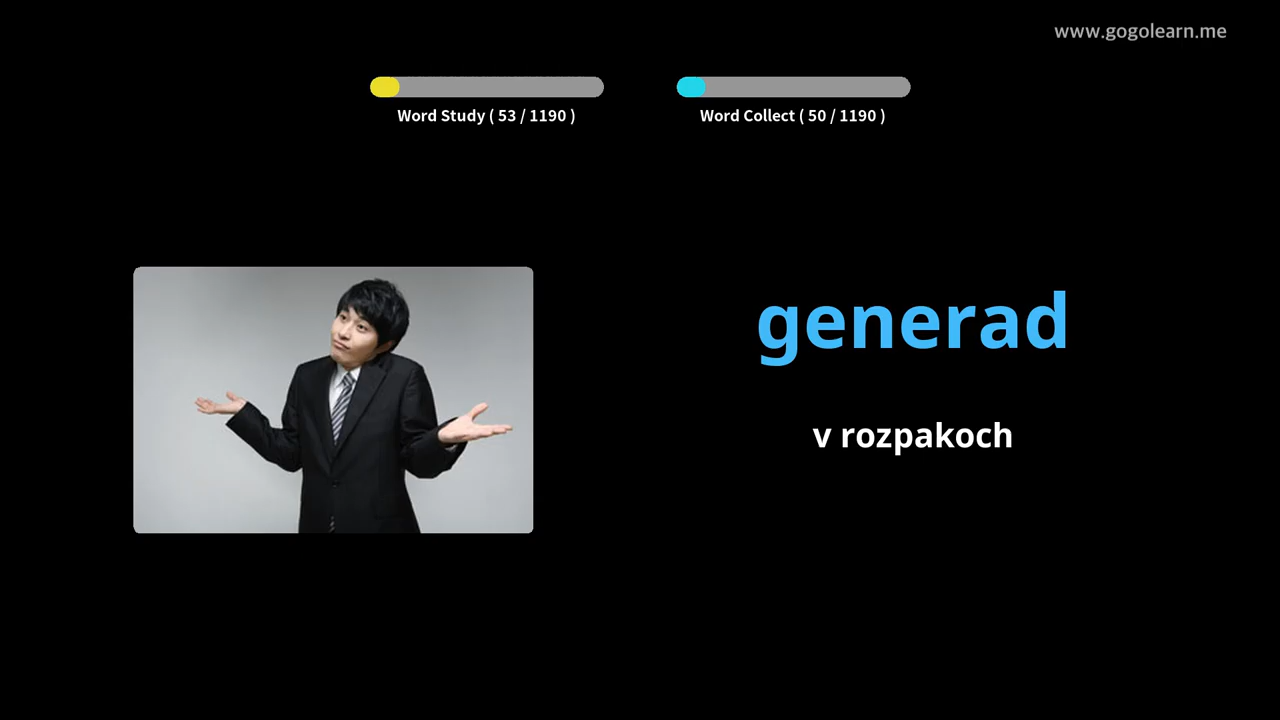 www.gogolearn.me
Word Study ( 53 / 1190 )
Word Collect ( 50 / 1190 )
generad
v rozpakoch